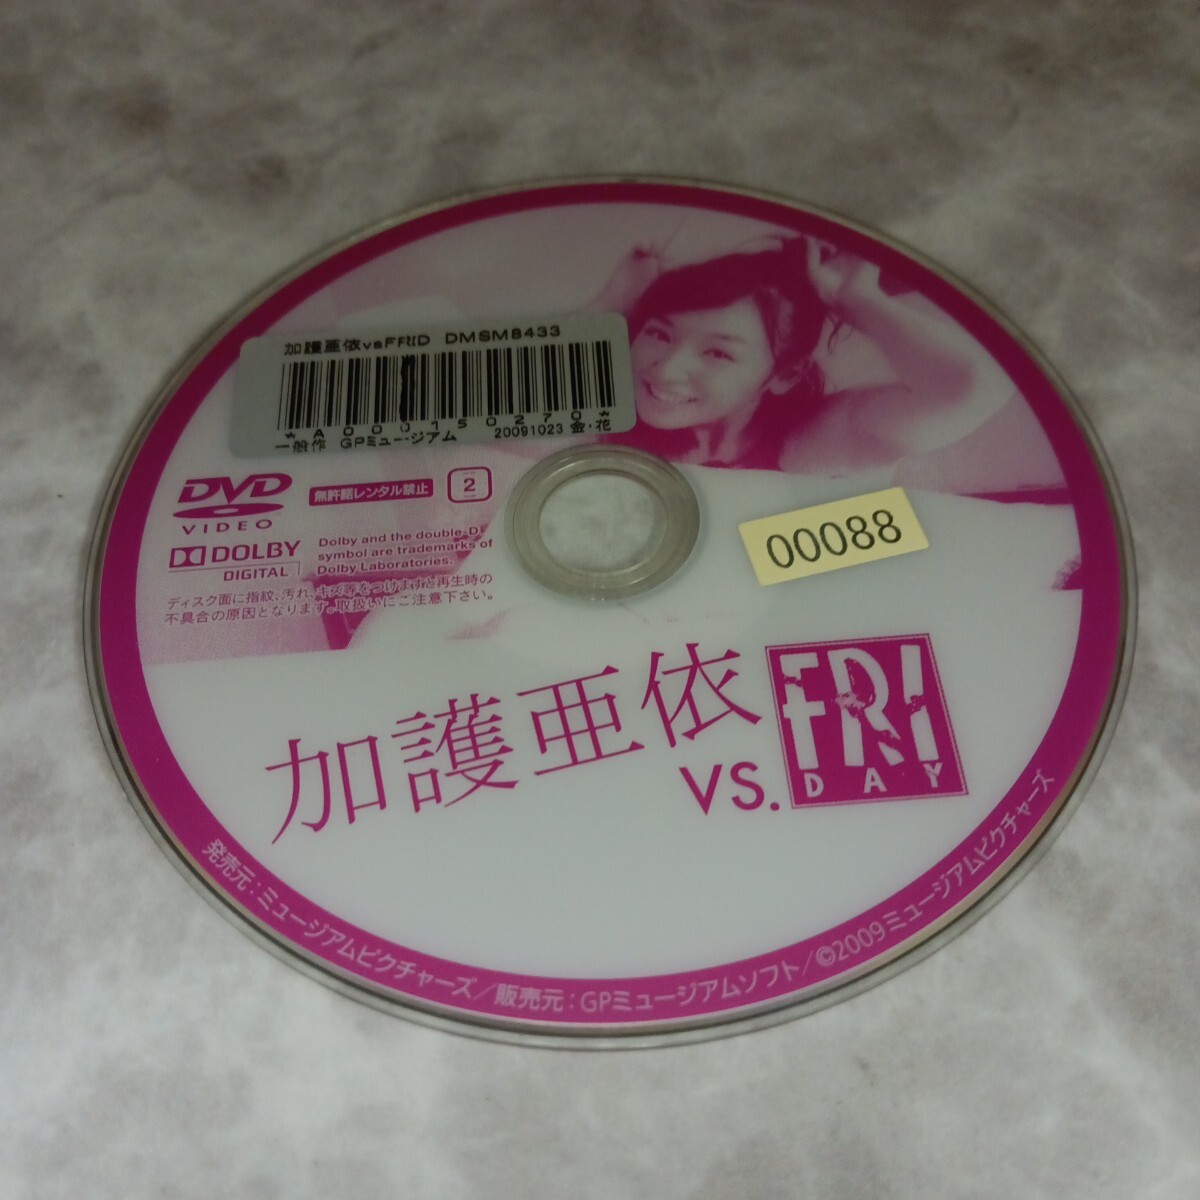 加護亜依vsFRID DMSM8433
*A000150270*
一般作 GPミュージアム 20091023 金・花
DVD
VIDEO
無許諾レンタル禁止
2
DOLBY
DIGITAL
Dolby and the double-D
symbol are trademarks of
Dolby Laboratories.
ディスク面に指紋、汚れ、キズ等をつけますと再生時の
不具合の原因となります。取扱いにご注意下さい。
00088
加護亜依
VS.
FRI
DAY
発売元：ミュージアムピクチャーズ／販売元：GPミュージアムソフト／©2009ミュージアムピクチャーズ